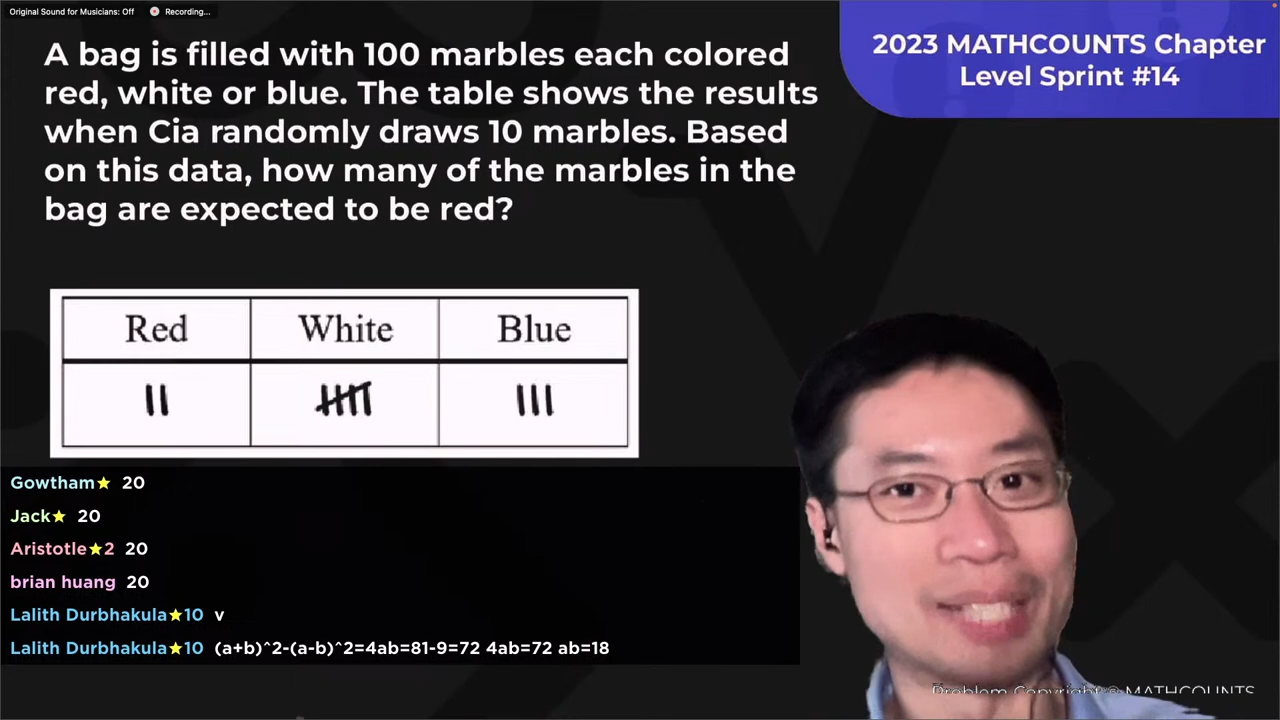 Original Sound for Musicians: Off
Recording...
A bag is filled with 100 marbles each colored
red, white or blue. The table shows the results
when Cia randomly draws 10 marbles. Based
on this data, how many of the marbles in the
bag are expected to be red?
2023 MATHCOUNTS Chapter
Level Sprint #14
Red White Blue
Gowtham⭐ 20
Jack⭐ 20
Aristotle⭐2 20
brian huang 20
Lalith Durbhakula⭐10 v
Lalith Durbhakula⭐10 (a+b)^2-(a-b)^2=4ab=81-9=72 4ab=72 ab=18
Problem Copyright © MATHCOUNTS